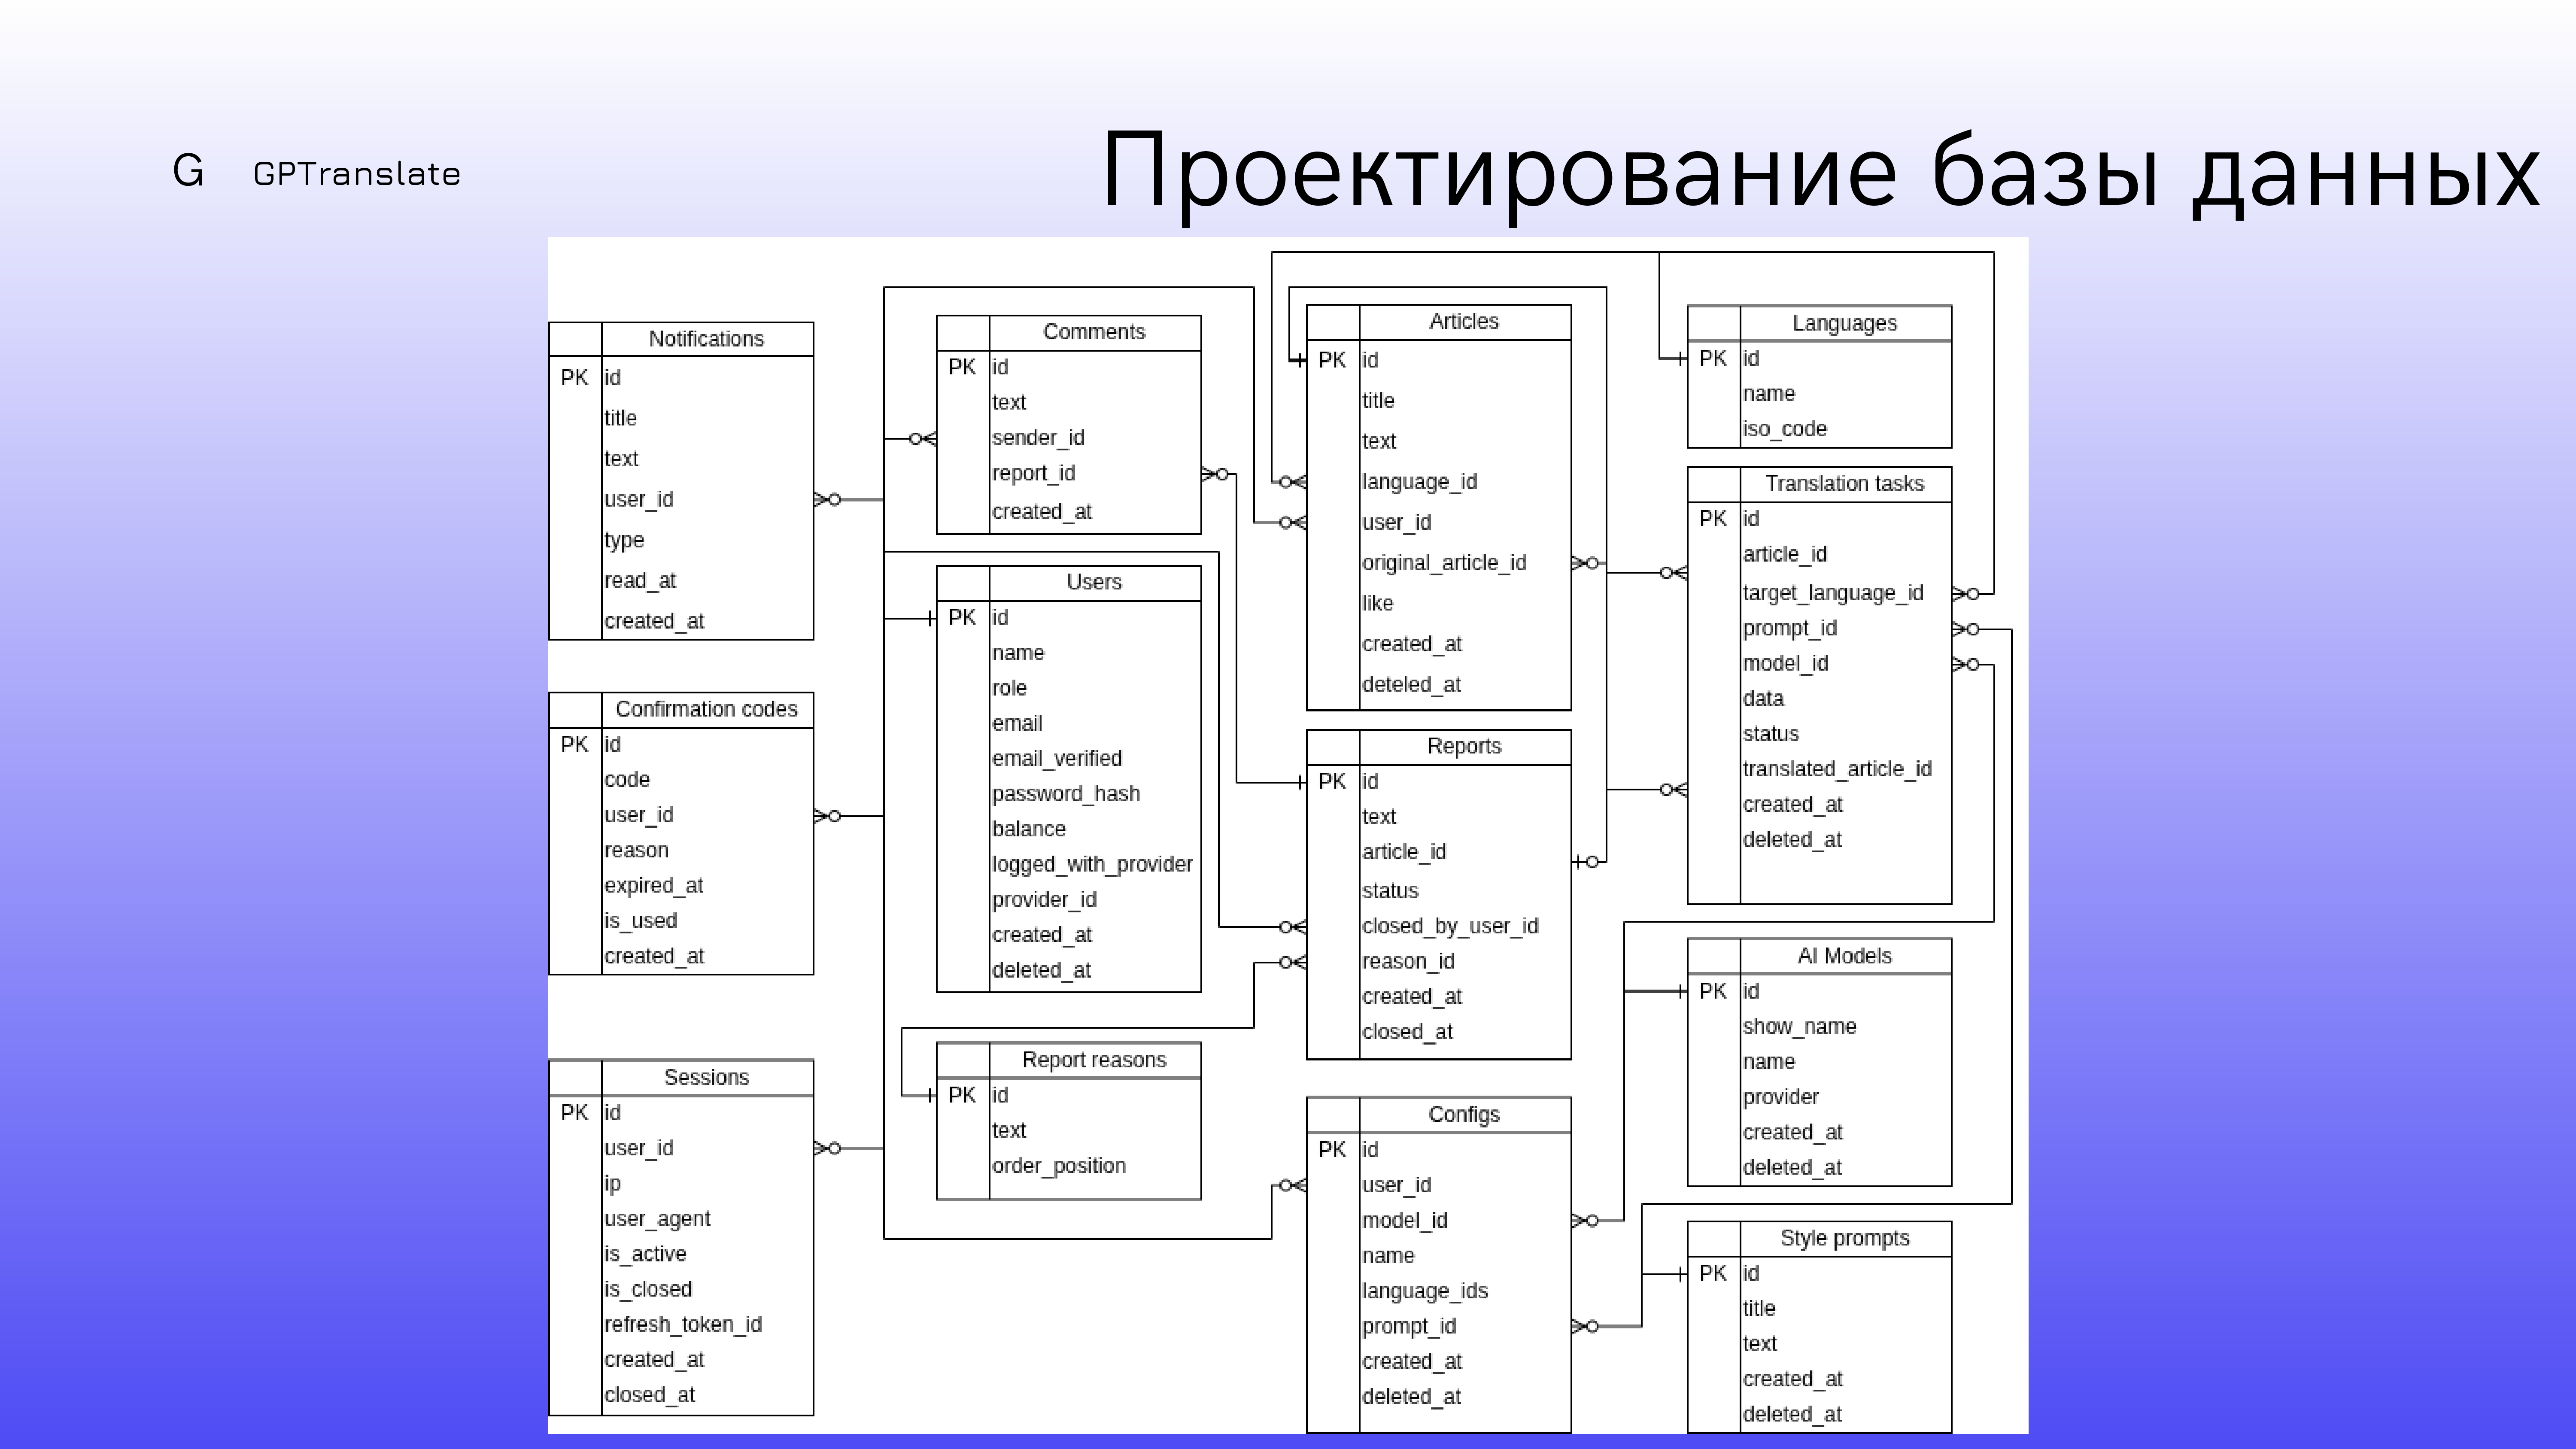 G GPTranslate
Проектирование базы данных
Notifications
PK id
title
text
user_id
type
read_at
created_at
Confirmation codes
PK id
code
user_id
reason
expired_at
is_used
created_at
Sessions
PK id
user_id
ip
user_agent
is_active
is_closed
refresh_token_id
created_at
closed_at
Comments
PK id
text
sender_id
report_id
created_at
Users
PK id
name
role
email
email_verified
password_hash
balance
logged_with_provider
provider_id
created_at
deleted_at
Report reasons
PK id
text
order_position
Articles
PK id
title
text
language_id
user_id
original_article_id
like
created_at
deteled_at
Reports
PK id
text
article_id
status
closed_by_user_id
reason_id
created_at
closed_at
Configs
PK id
user_id
model_id
name
language_ids
prompt_id
created_at
deleted_at
Languages
PK id
name
iso_code
Translation tasks
PK id
article_id
target_language_id
prompt_id
model_id
data
status
translated_article_id
created_at
deleted_at
AI Models
PK id
show_name
name
provider
created_at
deleted_at
Style prompts
PK id
title
text
created_at
deleted_at